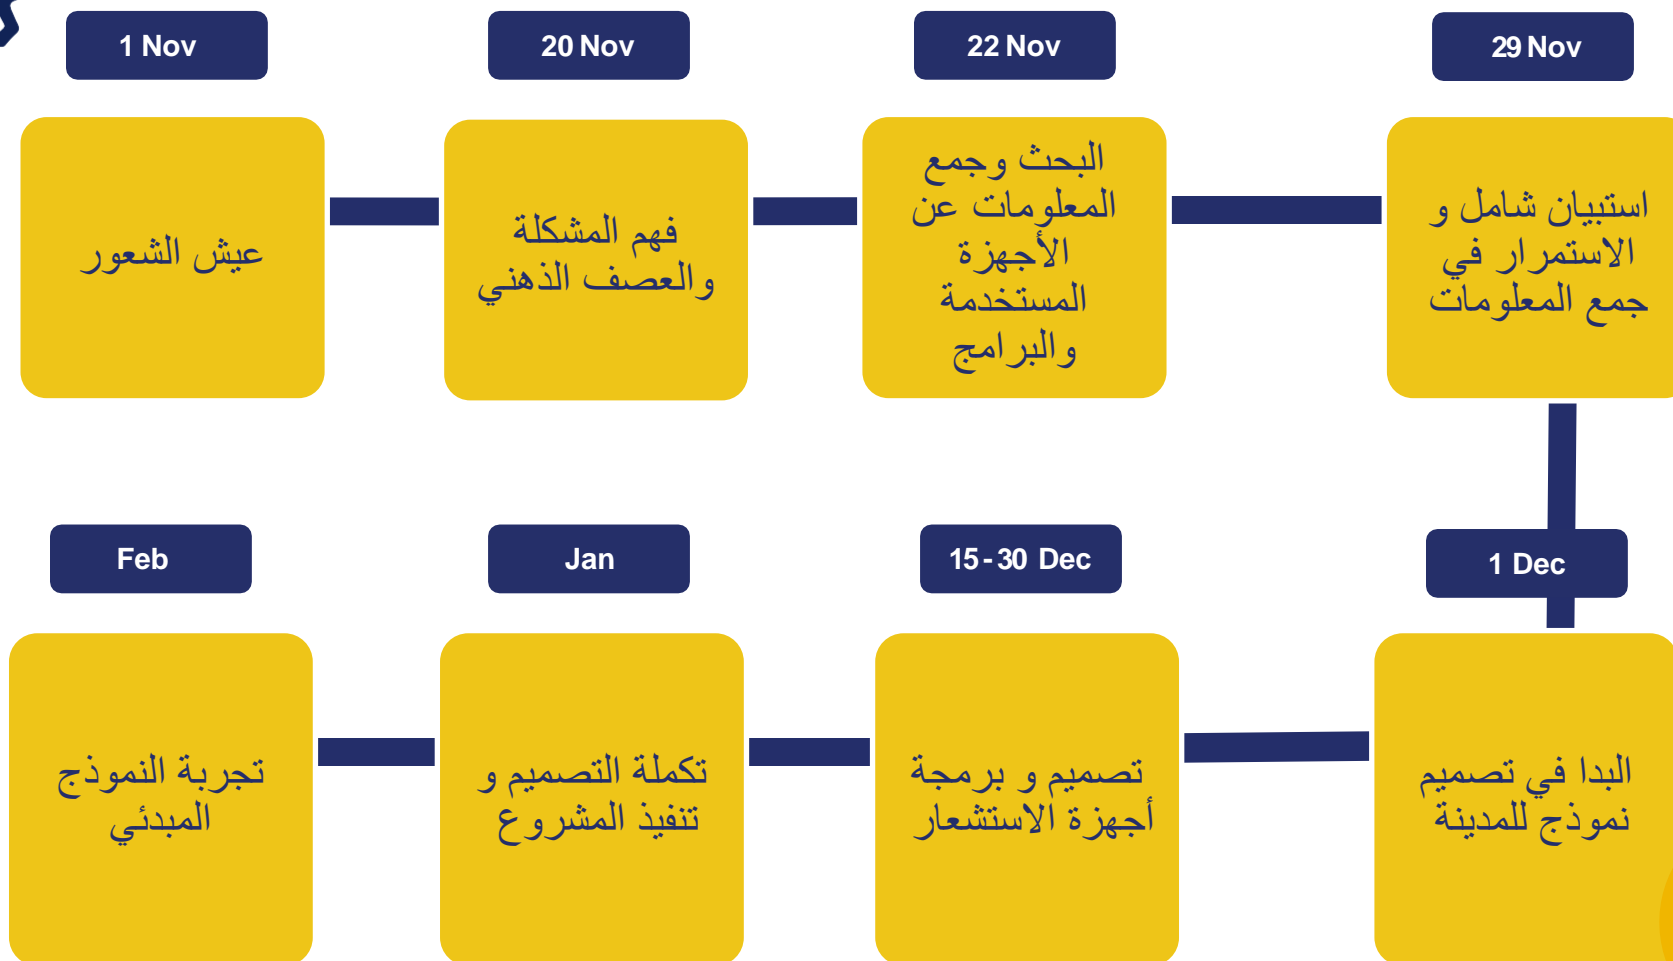 1 Nov
عيش الشعور
20 Nov
فهم المشكلة
والعصف الذهني
22 Nov
البحث وجمع
المعلومات عن
الأجهزة
المستخدمة
والبرامج
29 Nov
استبيان شامل و
الاستمرار في
جمع المعلومات
1 Dec
البدا في تصميم
نموذج للمدينة
15-30 Dec
تصميم و برمجة
أجهزة الاستشعار
Jan
تكملة التصميم و
تنفيذ المشروع
Feb
تجربة النموذج
المبدئي